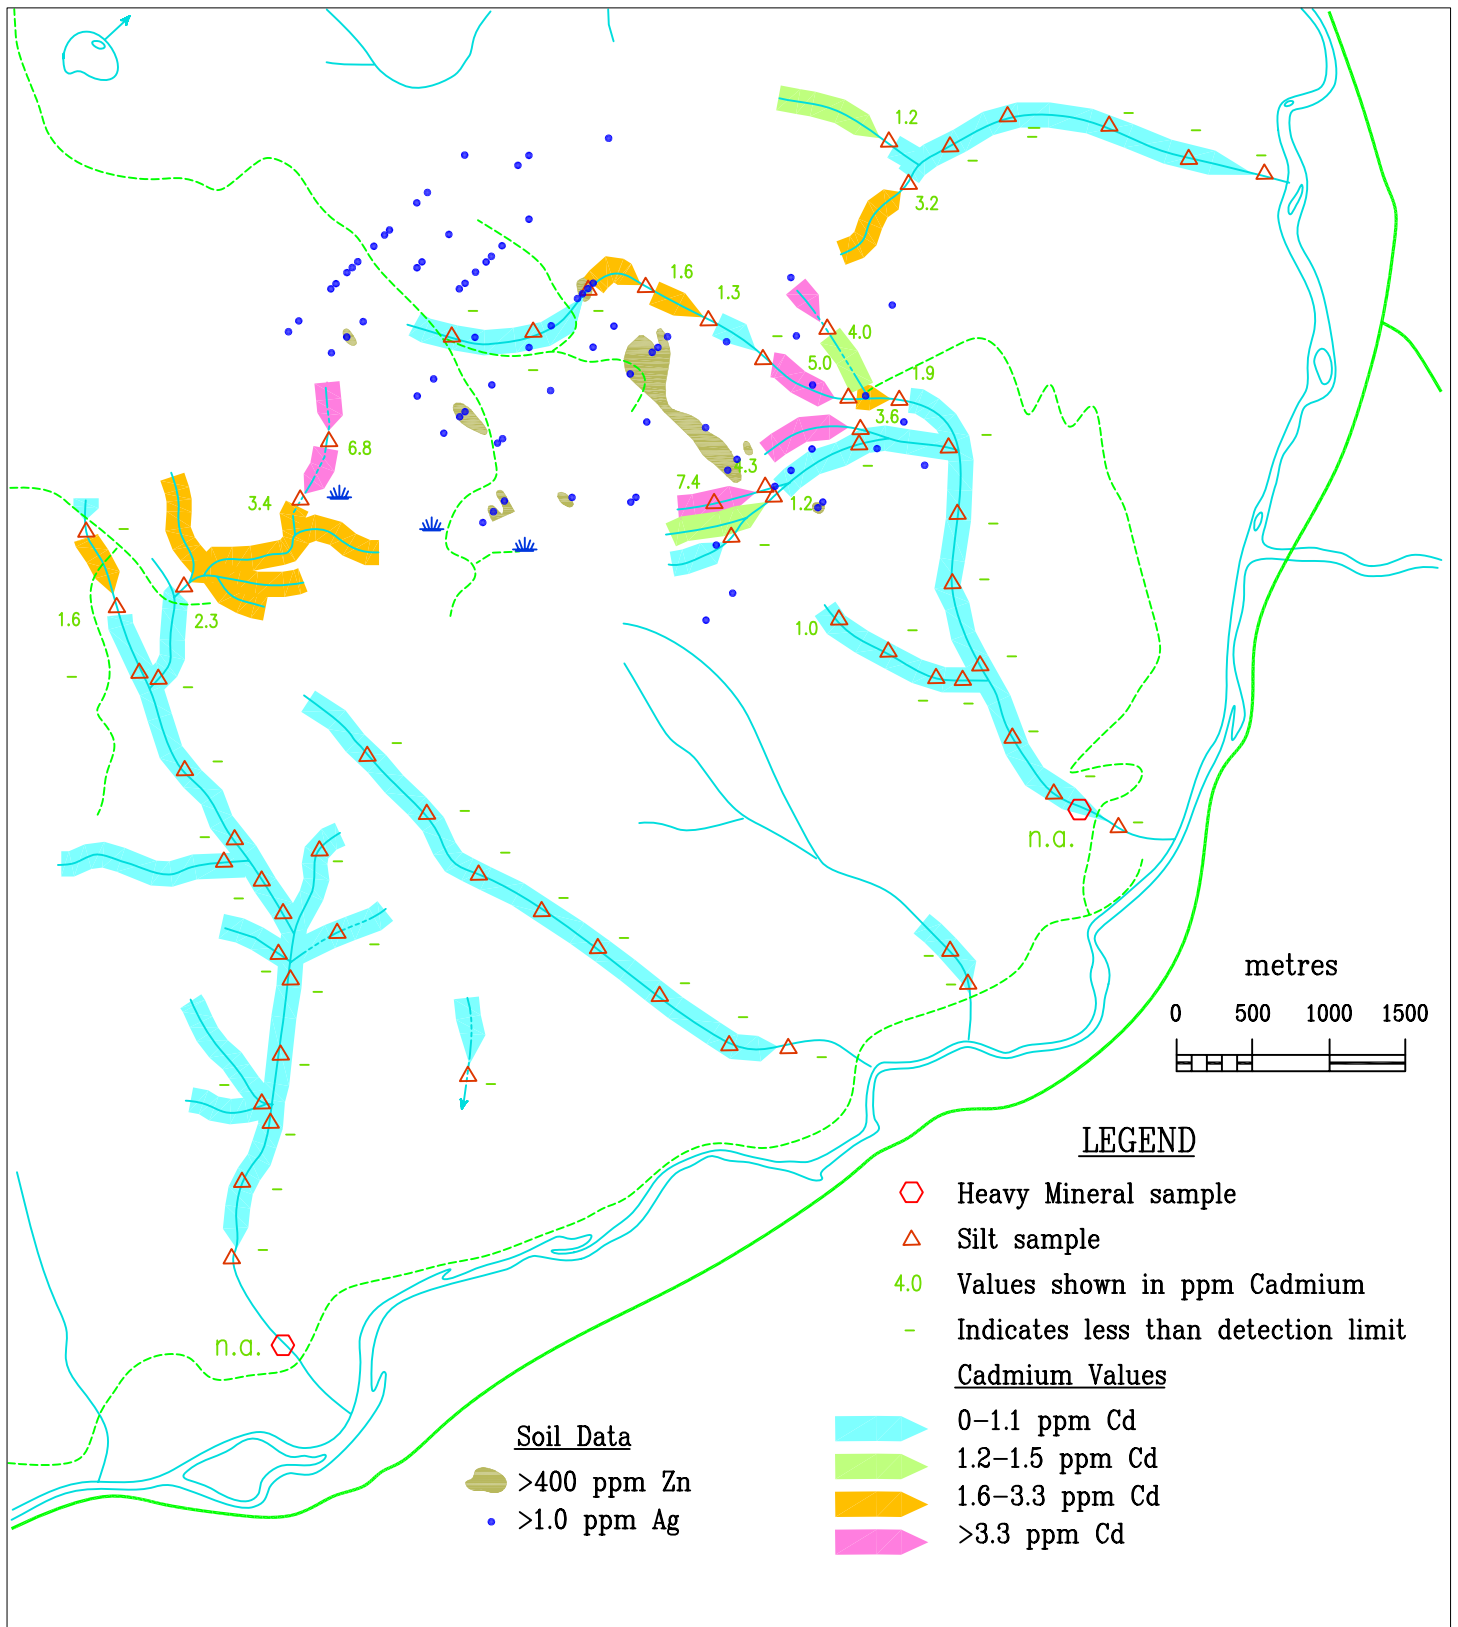 1.2
3.2
1.6
1.3
4.0
5.0
1.9
3.6
6.8
4.3
7.4
3.4
1.2
1.6
2.3
1.0
n.a.
metres
0 500 1000 1500
LEGEND
Heavy Mineral sample
Silt sample
4.0 Values shown in ppm Cadmium
– Indicates less than detection limit
n.a.
Cadmium Values
0–1.1 ppm Cd
1.2–1.5 ppm Cd
1.6–3.3 ppm Cd
>3.3 ppm Cd
Soil Data
>400 ppm Zn
>1.0 ppm Ag